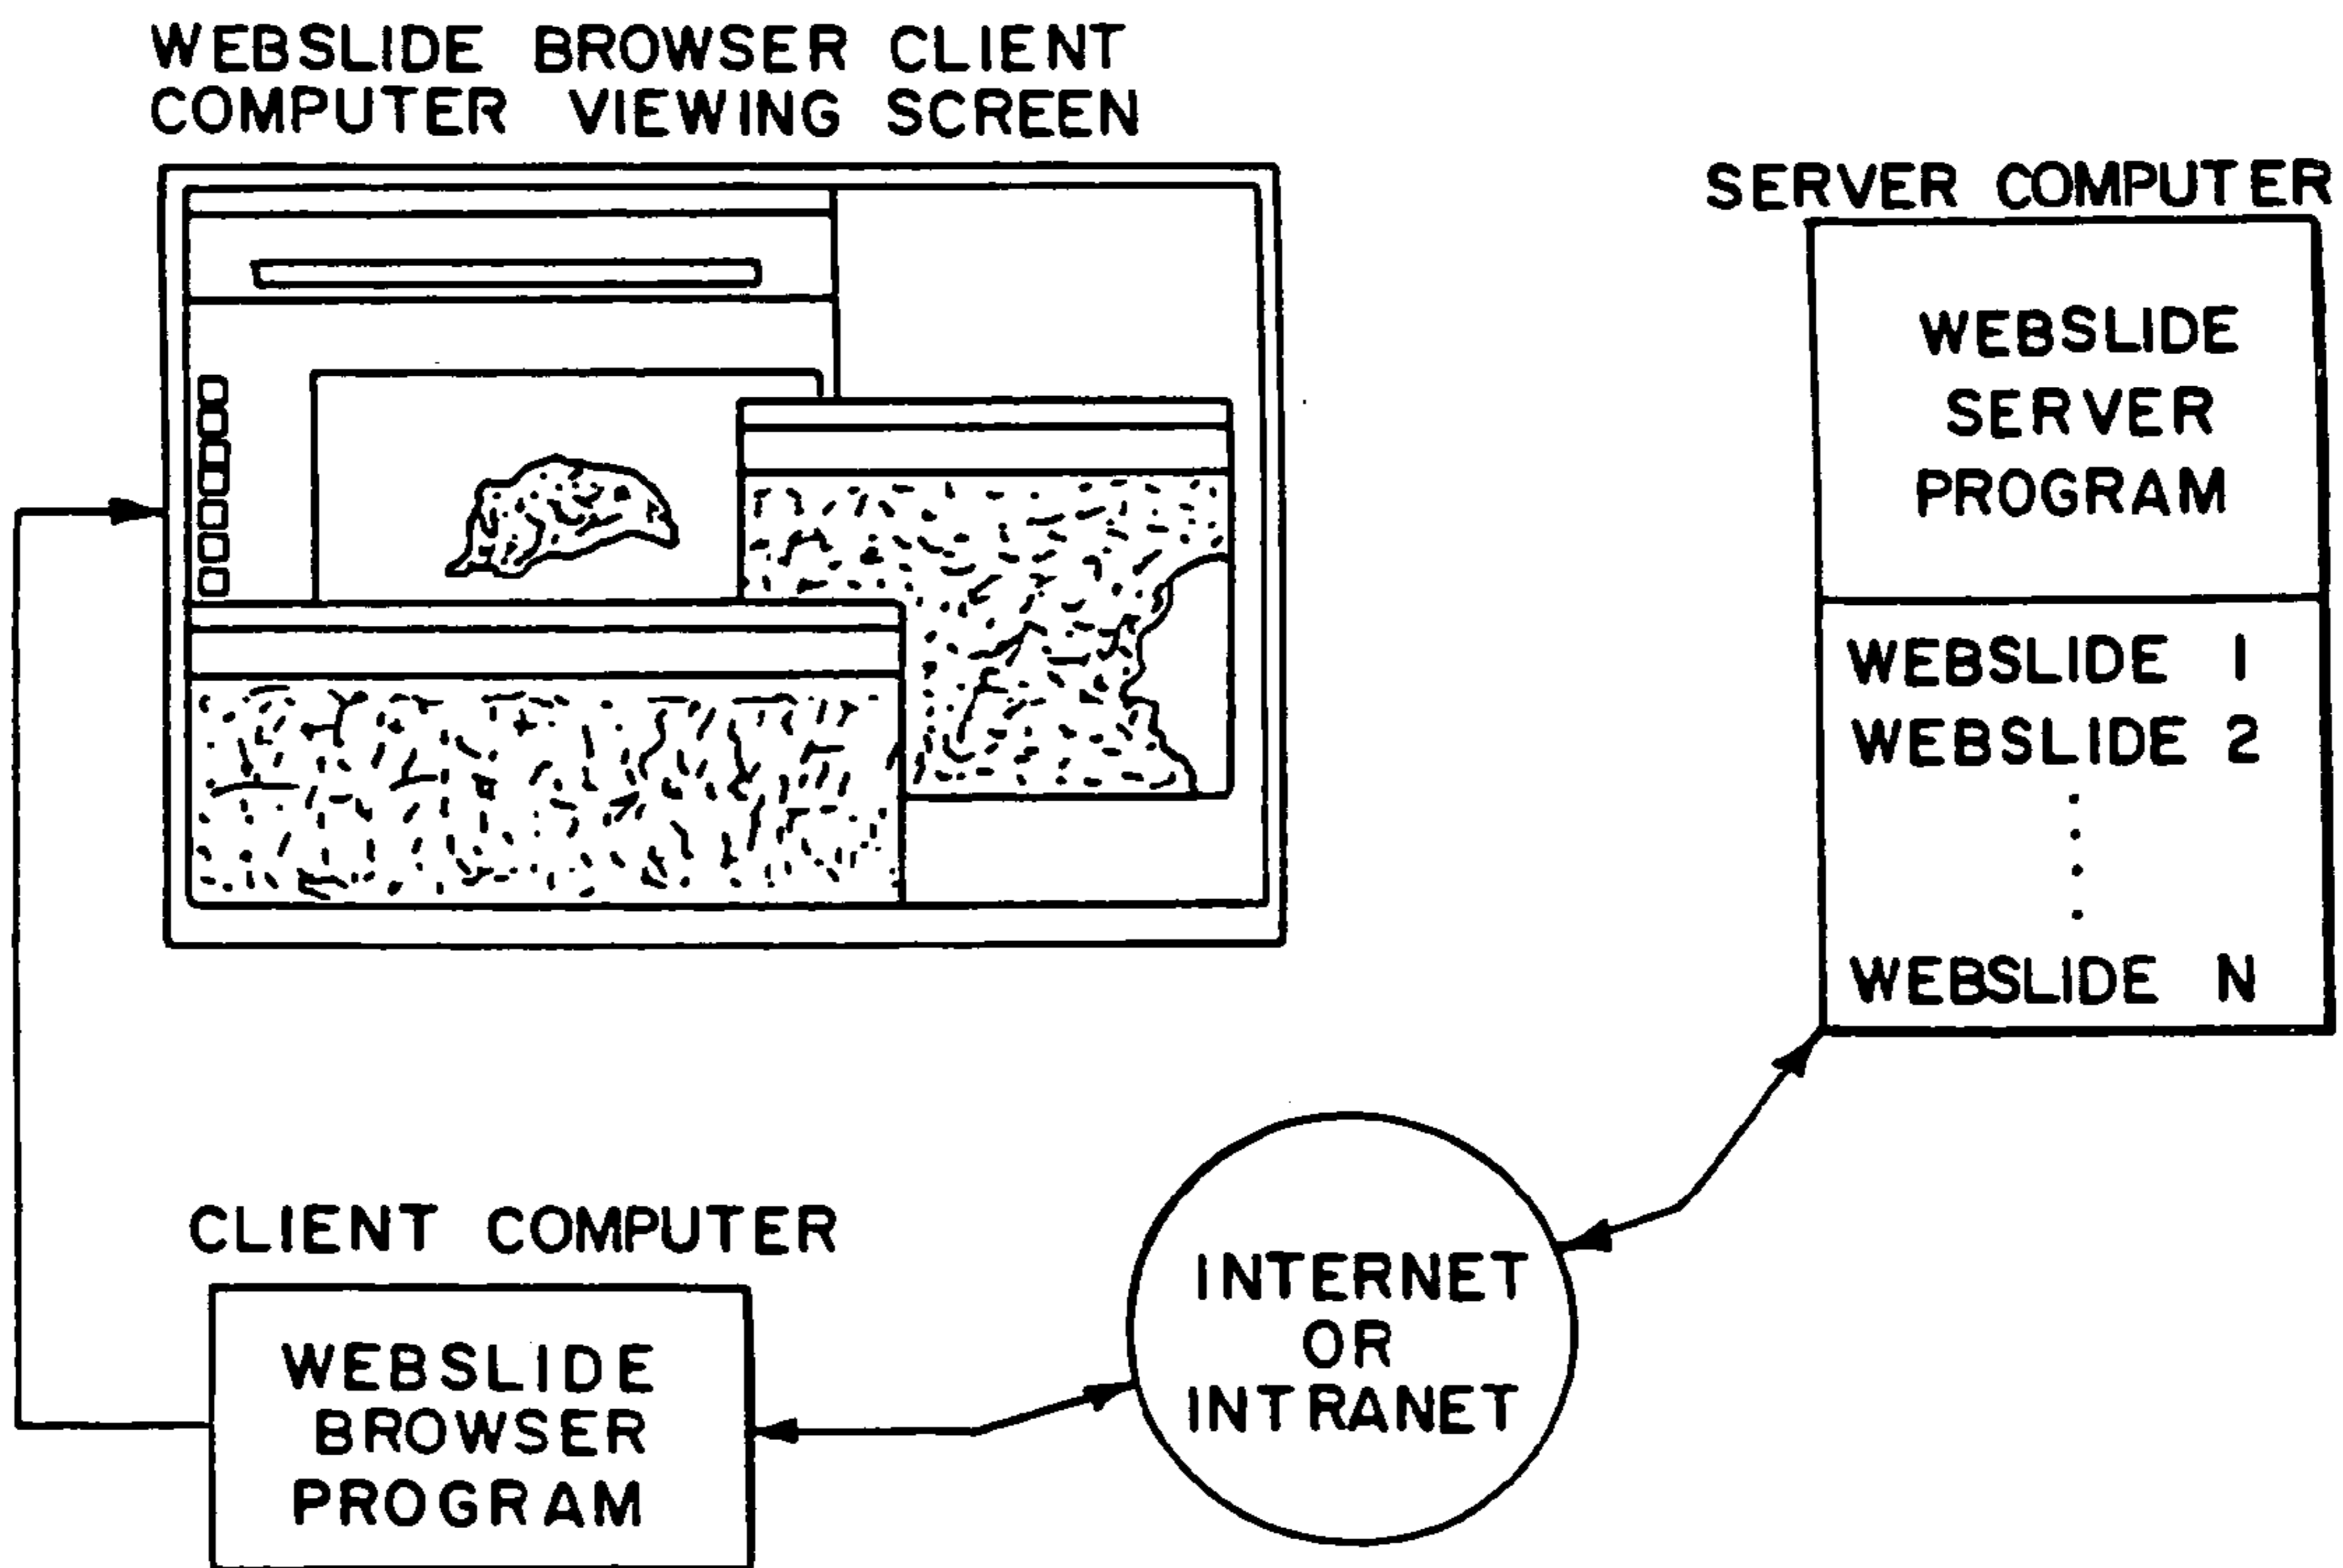 WEBSLIDE BROWSER CLIENT
COMPUTER VIEWING SCREEN
SERVER COMPUTER
WEBSLIDE
SERVER
PROGRAM
WEBSLIDE 1
WEBSLIDE 2
WEBSLIDE N
CLIENT COMPUTER
WEBSLIDE
BROWSER
PROGRAM
INTERNET
OR
INTRANET